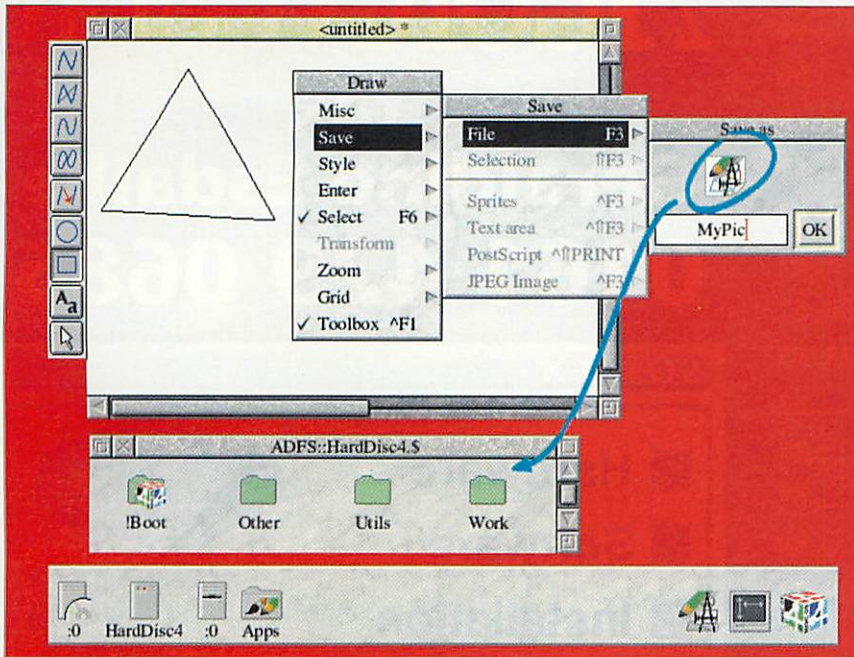 <untitled> *
Draw
Misc
Save
Style
Enter
✓ Select F6
Transform
Zoom
Grid
✓ Toolbox ^F1
Save
File F3
Selection ⇑F3
Sprites ^F3
Text area ^⇑F3
PostScript ^⇑PRINT
JPEG Image ^F3
Save as
MyPic
OK
Aa
ADFS::HardDisc4.$
!Boot
Other
Utils
Work
:0
HardDisc4
:0
Apps